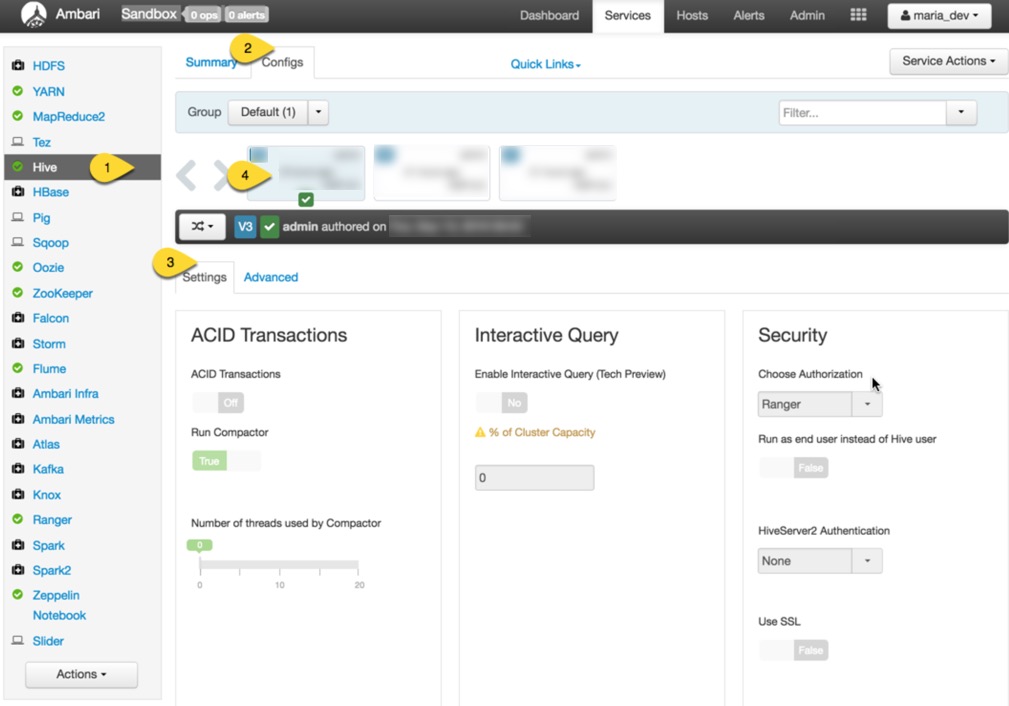 Ambari Sandbox 0 ops 0 alerts Dashboard Services Hosts Alerts Admin maria_dev
HDFS
YARN
MapReduce2
Tez
Hive
HBase
Pig
Sqoop
Oozie
ZooKeeper
Falcon
Storm
Flume
Ambari Infra
Ambari Metrics
Atlas
Kafka
Knox
Ranger
Spark
Spark2
Zeppelin
Notebook
Slider
Actions
1
2
Summary Configs Quick Links Service Actions
Group Default (1) Filter...
4
V3 admin authored on
3
Settings Advanced
ACID Transactions
ACID Transactions
Off
Run Compactor
True
Number of threads used by Compactor
0
0 10 20
Interactive Query
Enable Interactive Query (Tech Preview)
No
% of Cluster Capacity
0
Security
Choose Authorization
Ranger
Run as end user instead of Hive user
False
HiveServer2 Authentication
None
Use SSL
False